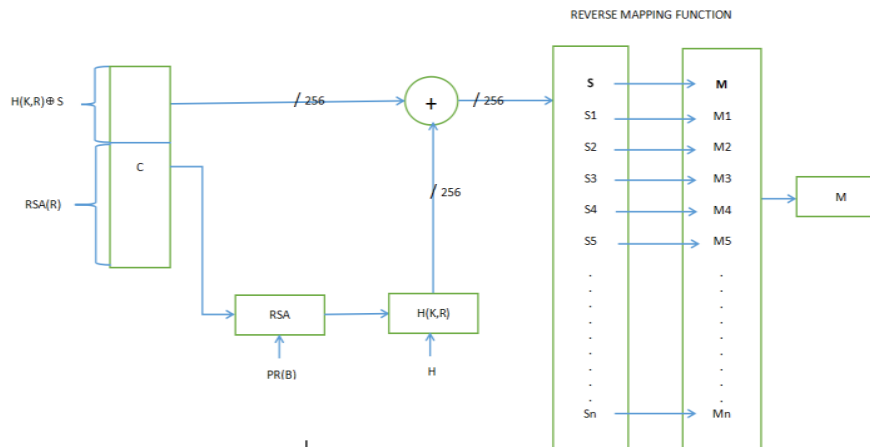 REVERSE MAPPING FUNCTION
H(K,R)⊕ S
RSA(R)
C
/ 256
+
/ 256
/ 256
RSA
H(K,R)
PR(B)
H
S M
S1 M1
S2 M2
S3 M3
S4 M4
S5 M5
. .
. .
. .
. .
. .
. .
. .
. .
Sn Mn
M